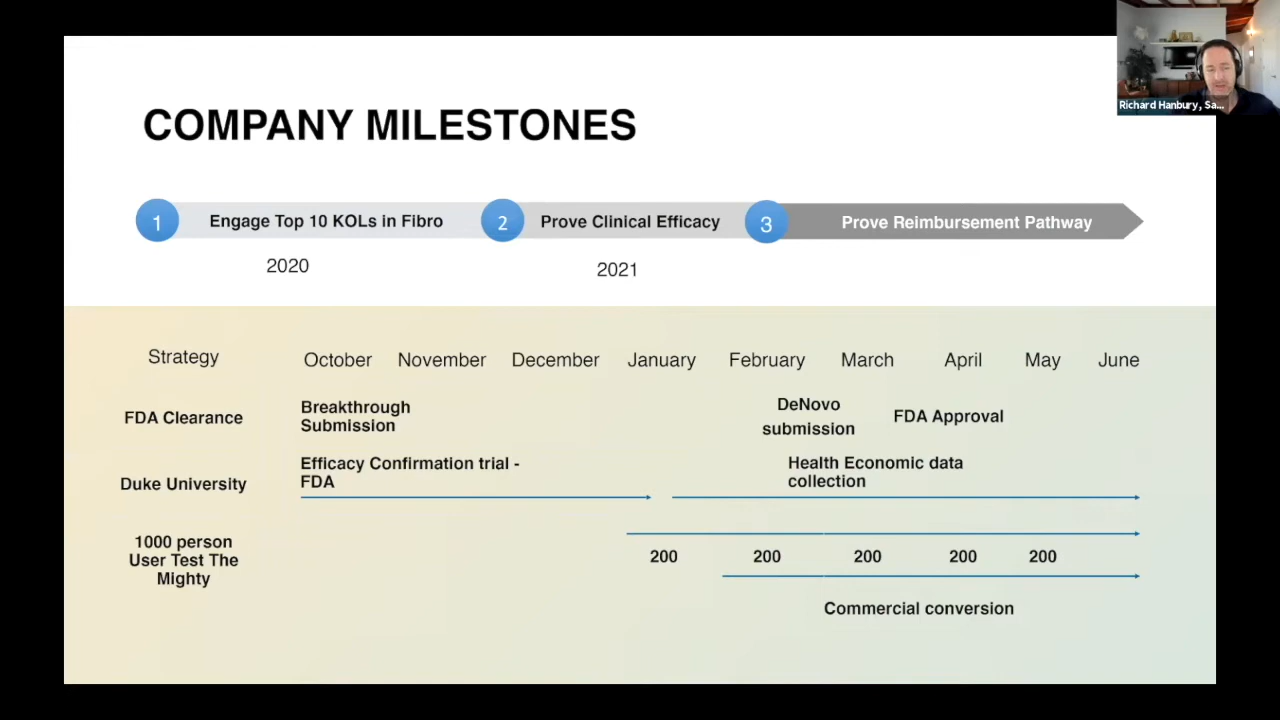 Richard Hanbury, Sa...
COMPANY MILESTONES
1 Engage Top 10 KOLs in Fibro 2 Prove Clinical Efficacy 3 Prove Reimbursement Pathway
2020 2021
Strategy October November December January February March April May June
FDA Clearance
Breakthrough
Submission
DeNovo
submission
FDA Approval
Duke University
Efficacy Confirmation trial -
FDA
Health Economic data
collection
1000 person
User Test The
Mighty
200 200 200 200 200
Commercial conversion